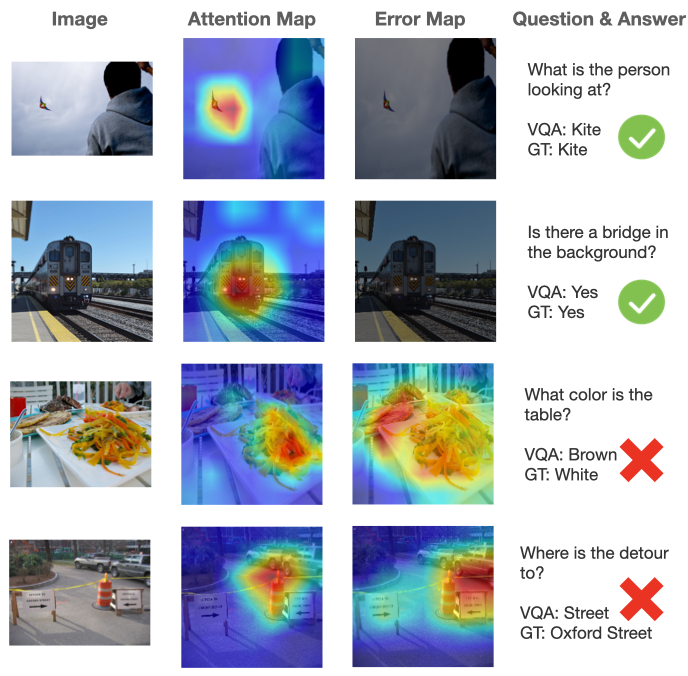 Image Attention Map Error Map Question & Answer
What is the person
looking at?
VQA: Kite
GT: Kite
Is there a bridge in
the background?
VQA: Yes
GT: Yes
What color is the
table?
VQA: Brown
GT: White
Where is the detour
to?
VQA: Street
GT: Oxford Street